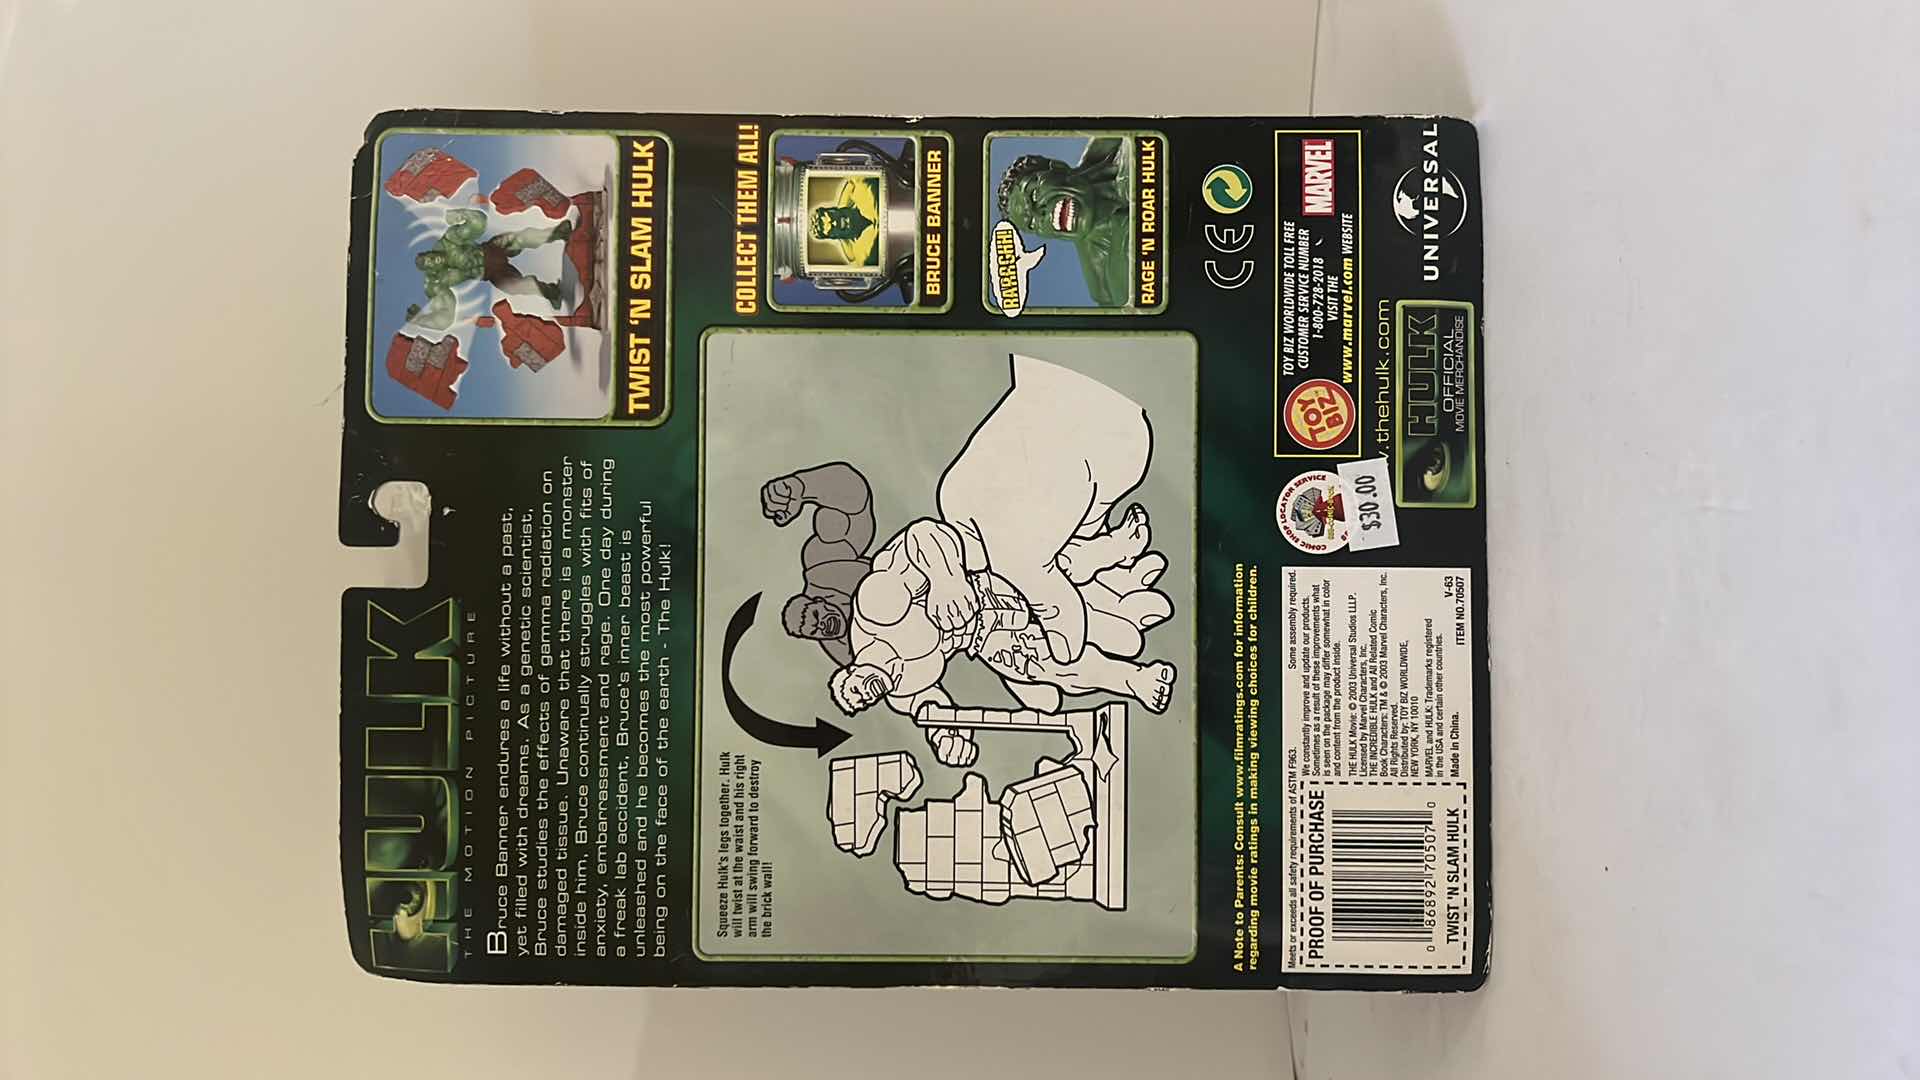 HULK
THE MOTION PICTURE
Bruce Banner endures a life without a past,
yet filled with dreams. As a genetic scientist,
Bruce studies the effects of gamma radiation on
damaged tissue. Unaware that there is a monster
inside him, Bruce continually struggles with fits of
anxiety, embarrassment and rage. One day during
a freak lab accident, Bruce's inner beast is
unleashed and he becomes the most powerful
being on the face of the earth - The Hulk!
TWIST 'N SLAM HULK
Squeeze Hulk's legs together. Hulk
will twist at the waist and his right
arm will swing forward to destroy
the brick wall!
COLLECT THEM ALL!
BRUCE BANNER
RARRGHH!
RAGE 'N ROAR HULK
A Note to Parents: Consult www.filmratings.com for information
regarding movie ratings in making viewing choices for children.
CE
Meets or exceeds all safety requirements of ASTM F963.
Some assembly required.
PROOF OF PURCHASE
0 86892 70507 0
TWIST 'N SLAM HULK
We constantly improve and update our products.
Sometimes as a result of these improvements what
is seen on the package may differ somewhat in color
and content from the product inside.
THE HULK Movie: © 2003 Universal Studios LLLP.
Licensed by Marvel Characters, Inc.
THE INCREDIBLE HULK and All Related Comic
Book Characters: TM & © 2003 Marvel Characters, Inc.
All Rights Reserved.
Distributed by: TOY BIZ WORLDWIDE,
NEW YORK, NY 10010
MARVEL and HULK: Trademarks registered
in the USA and certain other countries.
Made in China.
V-63
ITEM NO. 70507
COMIC SHOP LOCATOR SERVICE
$30.00
TOY BIZ
TOY BIZ WORLDWIDE TOLL FREE
CUSTOMER SERVICE NUMBER
1-800-728-2018
VISIT THE
www.marvel.com WEBSITE
MARVEL
.thehulk.com
HULK
OFFICIAL
MOVIE MERCHANDISE
UNIVERSAL